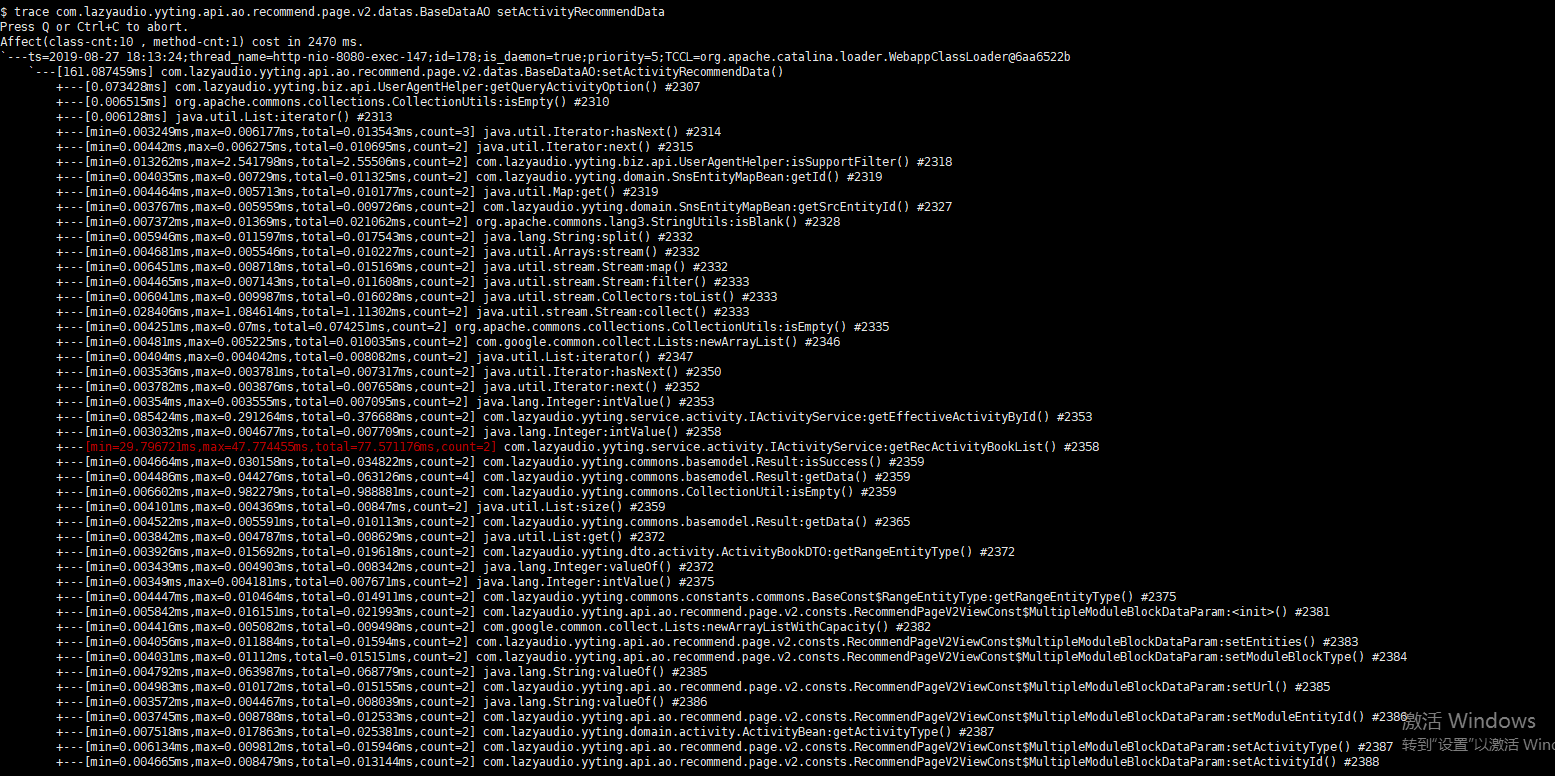 $ trace com.lazyaudio.yyting.api.ao.recommend.page.v2.datas.BaseDataAO setActivityRecommendData
Press Q or Ctrl+C to abort.
Affect(class-cnt:10 , method-cnt:1) cost in 2470 ms.
`---ts=2019-08-27 18:13:24;thread_name=http-nio-8080-exec-147;id=178;is_daemon=true;priority=5;TCCL=org.apache.catalina.loader.WebappClassLoader@6aa6522b
`---[161.087459ms] com.lazyaudio.yyting.api.ao.recommend.page.v2.datas.BaseDataAO:setActivityRecommendData()
+---[0.073428ms] com.lazyaudio.yyting.biz.api.UserAgentHelper:getQueryActivityOption() #2307
+---[0.006515ms] org.apache.commons.collections.CollectionUtils:isEmpty() #2310
+---[0.006128ms] java.util.List:iterator() #2313
+---[min=0.003249ms,max=0.006177ms,total=0.013543ms,count=3] java.util.Iterator:hasNext() #2314
+---[min=0.00442ms,max=0.006275ms,total=0.010695ms,count=2] java.util.Iterator:next() #2315
+---[min=0.013262ms,max=2.541798ms,total=2.55506ms,count=2] com.lazyaudio.yyting.biz.api.UserAgentHelper:isSupportFilter() #2318
+---[min=0.004035ms,max=0.00729ms,total=0.011325ms,count=2] com.lazyaudio.yyting.domain.SnsEntityMapBean:getId() #2319
+---[min=0.004464ms,max=0.005713ms,total=0.010177ms,count=2] java.util.Map:get() #2319
+---[min=0.003767ms,max=0.005959ms,total=0.009726ms,count=2] com.lazyaudio.yyting.domain.SnsEntityMapBean:getSrcEntityId() #2327
+---[min=0.007372ms,max=0.01369ms,total=0.021062ms,count=2] org.apache.commons.lang3.StringUtils:isBlank() #2328
+---[min=0.005946ms,max=0.011597ms,total=0.017543ms,count=2] java.lang.String:split() #2332
+---[min=0.004681ms,max=0.005546ms,total=0.010227ms,count=2] java.util.Arrays:stream() #2332
+---[min=0.006451ms,max=0.008718ms,total=0.015169ms,count=2] java.util.stream.Stream:map() #2332
+---[min=0.004465ms,max=0.007143ms,total=0.011608ms,count=2] java.util.stream.Stream:filter() #2333
+---[min=0.006041ms,max=0.009987ms,total=0.016028ms,count=2] java.util.stream.Collectors:toList() #2333
+---[min=0.028406ms,max=1.084614ms,total=1.11302ms,count=2] java.util.stream.Stream:collect() #2333
+---[min=0.004251ms,max=0.07ms,total=0.074251ms,count=2] org.apache.commons.collections.CollectionUtils:isEmpty() #2335
+---[min=0.00481ms,max=0.005225ms,total=0.010035ms,count=2] com.google.common.collect.Lists:newArrayList() #2346
+---[min=0.00404ms,max=0.004042ms,total=0.008082ms,count=2] java.util.List:iterator() #2347
+---[min=0.003536ms,max=0.003781ms,total=0.007317ms,count=2] java.util.Iterator:hasNext() #2350
+---[min=0.003782ms,max=0.003876ms,total=0.007658ms,count=2] java.util.Iterator:next() #2352
+---[min=0.00354ms,max=0.003555ms,total=0.007095ms,count=2] java.lang.Integer:intValue() #2353
+---[min=0.085424ms,max=0.291264ms,total=0.376688ms,count=2] com.lazyaudio.yyting.service.activity.IActivityService:getEffectiveActivityById() #2353
+---[min=0.003032ms,max=0.004677ms,total=0.007709ms,count=2] java.lang.Integer:intValue() #2358
+---[min=29.796721ms,max=47.774455ms,total=77.571176ms,count=2] com.lazyaudio.yyting.service.activity.IActivityService:getRecActivityBookList() #2358
+---[min=0.004664ms,max=0.030158ms,total=0.034822ms,count=2] com.lazyaudio.yyting.commons.basemodel.Result:isSuccess() #2359
+---[min=0.004486ms,max=0.044276ms,total=0.063126ms,count=4] com.lazyaudio.yyting.commons.basemodel.Result:getData() #2359
+---[min=0.006602ms,max=0.982279ms,total=0.988881ms,count=2] com.lazyaudio.yyting.commons.CollectionUtil:isEmpty() #2359
+---[min=0.004101ms,max=0.004369ms,total=0.00847ms,count=2] java.util.List:size() #2359
+---[min=0.004522ms,max=0.005591ms,total=0.010113ms,count=2] com.lazyaudio.yyting.commons.basemodel.Result:getData() #2365
+---[min=0.003842ms,max=0.004787ms,total=0.008629ms,count=2] java.util.List:get() #2372
+---[min=0.003926ms,max=0.015692ms,total=0.019618ms,count=2] com.lazyaudio.yyting.dto.activity.ActivityBookDTO:getRangeEntityType() #2372
+---[min=0.003439ms,max=0.004903ms,total=0.008342ms,count=2] java.lang.Integer:valueOf() #2372
+---[min=0.00349ms,max=0.004181ms,total=0.007671ms,count=2] java.lang.Integer:intValue() #2375
+---[min=0.004447ms,max=0.010464ms,total=0.014911ms,count=2] com.lazyaudio.yyting.commons.constants.commons.BaseConst$RangeEntityType:getRangeEntityType() #2375
+---[min=0.005842ms,max=0.016151ms,total=0.021993ms,count=2] com.lazyaudio.yyting.api.ao.recommend.page.v2.consts.RecommendPageV2ViewConst$MultipleModuleBlockDataParam:<init>() #2381
+---[min=0.004416ms,max=0.005082ms,total=0.009498ms,count=2] com.google.common.collect.Lists:newArrayListWithCapacity() #2382
+---[min=0.004056ms,max=0.011884ms,total=0.01594ms,count=2] com.lazyaudio.yyting.api.ao.recommend.page.v2.consts.RecommendPageV2ViewConst$MultipleModuleBlockDataParam:setEntities() #2383
+---[min=0.004031ms,max=0.01112ms,total=0.015151ms,count=2] com.lazyaudio.yyting.api.ao.recommend.page.v2.consts.RecommendPageV2ViewConst$MultipleModuleBlockDataParam:setModuleBlockType() #2384
+---[min=0.004792ms,max=0.063987ms,total=0.068779ms,count=2] java.lang.String:valueOf() #2385
+---[min=0.004983ms,max=0.010172ms,total=0.015155ms,count=2] com.lazyaudio.yyting.api.ao.recommend.page.v2.consts.RecommendPageV2ViewConst$MultipleModuleBlockDataParam:setUrl() #2385
+---[min=0.003572ms,max=0.004467ms,total=0.008039ms,count=2] java.lang.String:valueOf() #2386
+---[min=0.003745ms,max=0.008788ms,total=0.012533ms,count=2] com.lazyaudio.yyting.api.ao.recommend.page.v2.consts.RecommendPageV2ViewConst$MultipleModuleBlockDataParam:setModuleEntityId() #2386
激活 Windows
+---[min=0.007518ms,max=0.017863ms,total=0.025381ms,count=2] com.lazyaudio.yyting.domain.activity.ActivityBean:getActivityType() #2387
+---[min=0.006134ms,max=0.009812ms,total=0.015946ms,count=2] com.lazyaudio.yyting.api.ao.recommend.page.v2.consts.RecommendPageV2ViewConst$MultipleModuleBlockDataParam:setActivityType() #2387
转到"设置"以激活 Win
+---[min=0.004665ms,max=0.008479ms,total=0.013144ms,count=2] com.lazyaudio.yyting.api.ao.recommend.page.v2.consts.RecommendPageV2ViewConst$MultipleModuleBlockDataParam:setActivityId() #2388